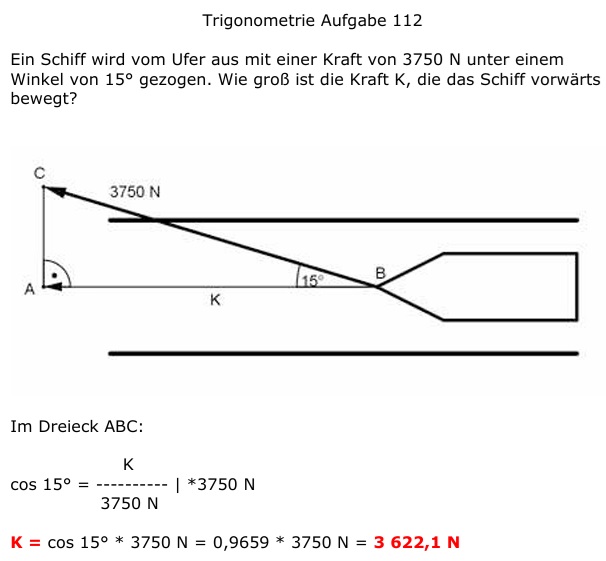 Trigonometrie Aufgabe 112
Ein Schiff wird vom Ufer aus mit einer Kraft von 3750 N unter einem
Winkel von 15° gezogen. Wie groß ist die Kraft K, die das Schiff vorwärts
bewegt?
C
3750 N
B
15°
A
K
Im Dreieck ABC:
K
cos 15° = ---------- | *3750 N
3750 N
K = cos 15° * 3750 N = 0,9659 * 3750 N = 3 622,1 N